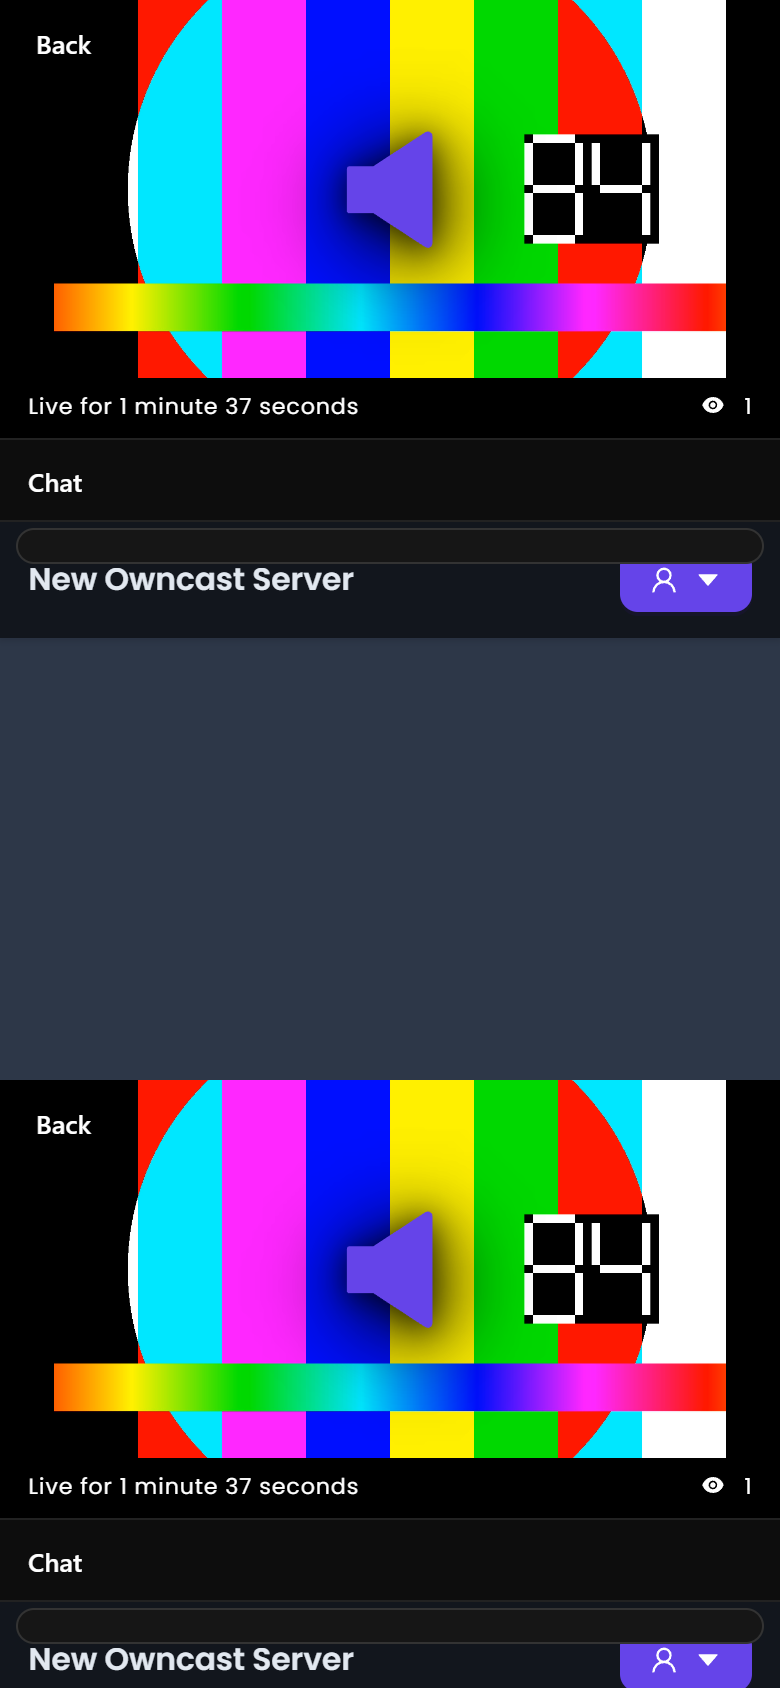 Back
84
Live for 1 minute 37 seconds
1
Chat
New Owncast Server
Back
84
Live for 1 minute 37 seconds
1
Chat
New Owncast Server